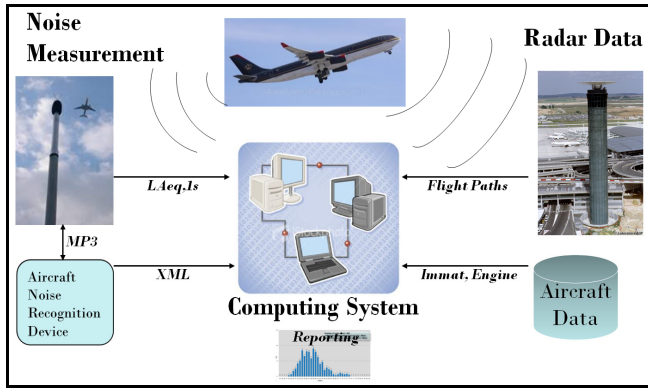 Noise
Measurement
Radar Data
LAeq,1s
Flight Paths
MP3
Aircraft
Noise
Recognition
Device
XML
Immat, Engine
Aircraft
Data
Computing System
Reporting